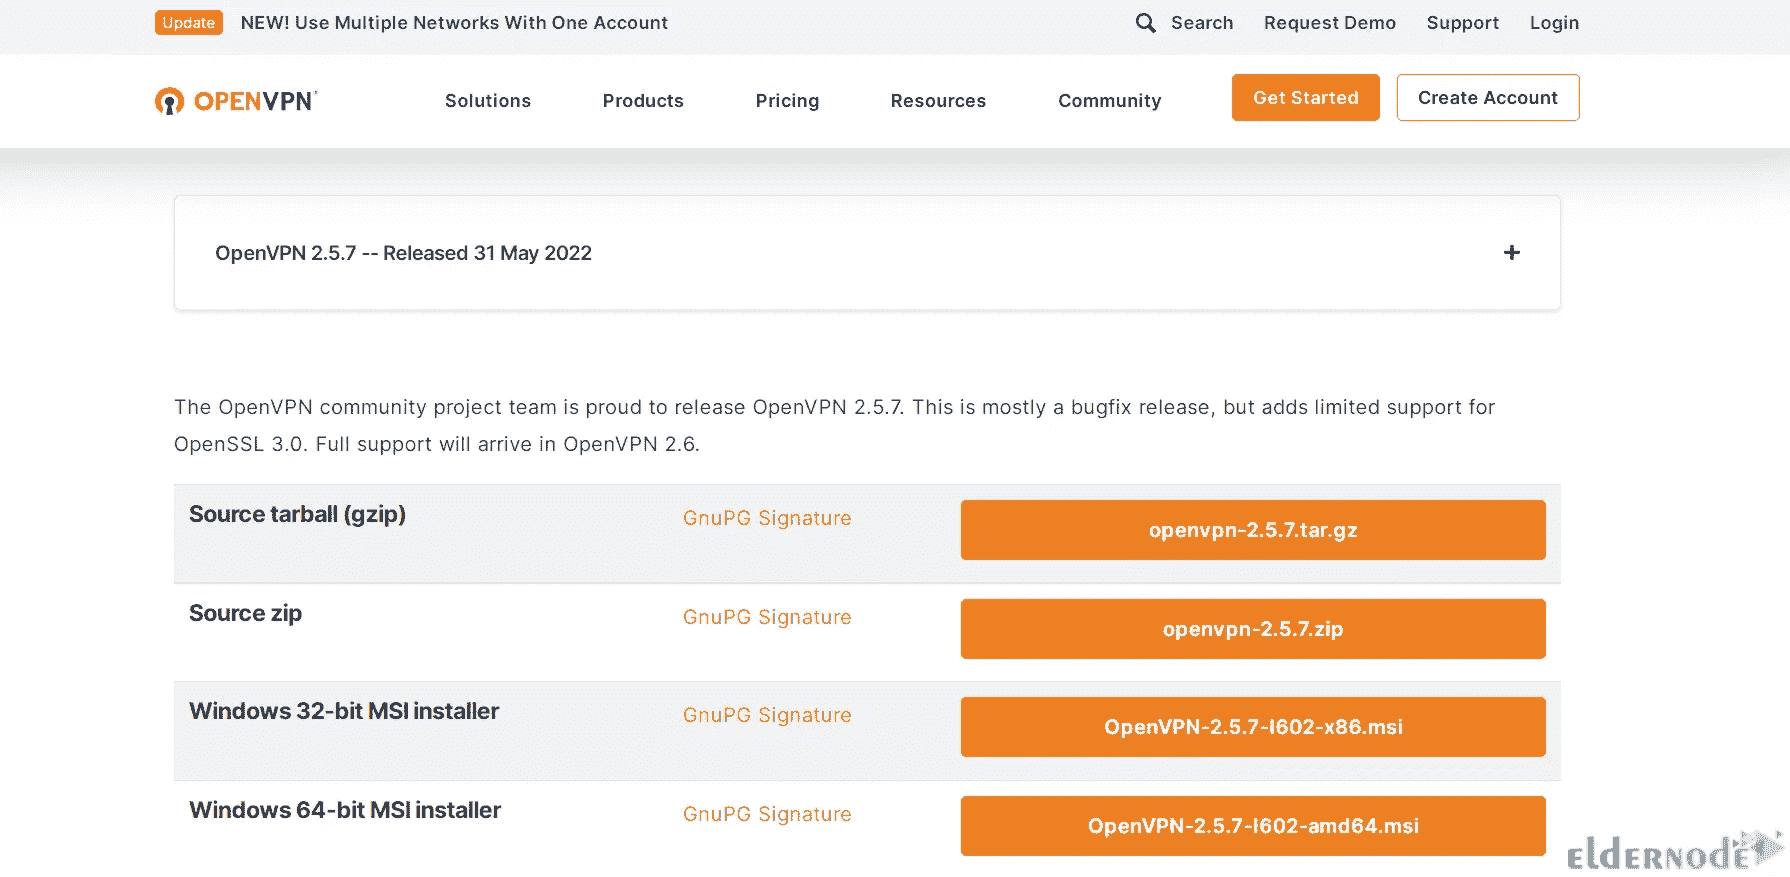 Update NEW! Use Multiple Networks With One Account Search Request Demo Support Login
OPENVPN Solutions Products Pricing Resources Community Get Started Create Account
OpenVPN 2.5.7 -- Released 31 May 2022 +
The OpenVPN community project team is proud to release OpenVPN 2.5.7. This is mostly a bugfix release, but adds limited support for
OpenSSL 3.0. Full support will arrive in OpenVPN 2.6.
Source tarball (gzip) GnuPG Signature openvpn-2.5.7.tar.gz
Source zip GnuPG Signature openvpn-2.5.7.zip
Windows 32-bit MSI installer GnuPG Signature OpenVPN-2.5.7-I602-x86.msi
Windows 64-bit MSI installer GnuPG Signature OpenVPN-2.5.7-I602-amd64.msi
eldernode